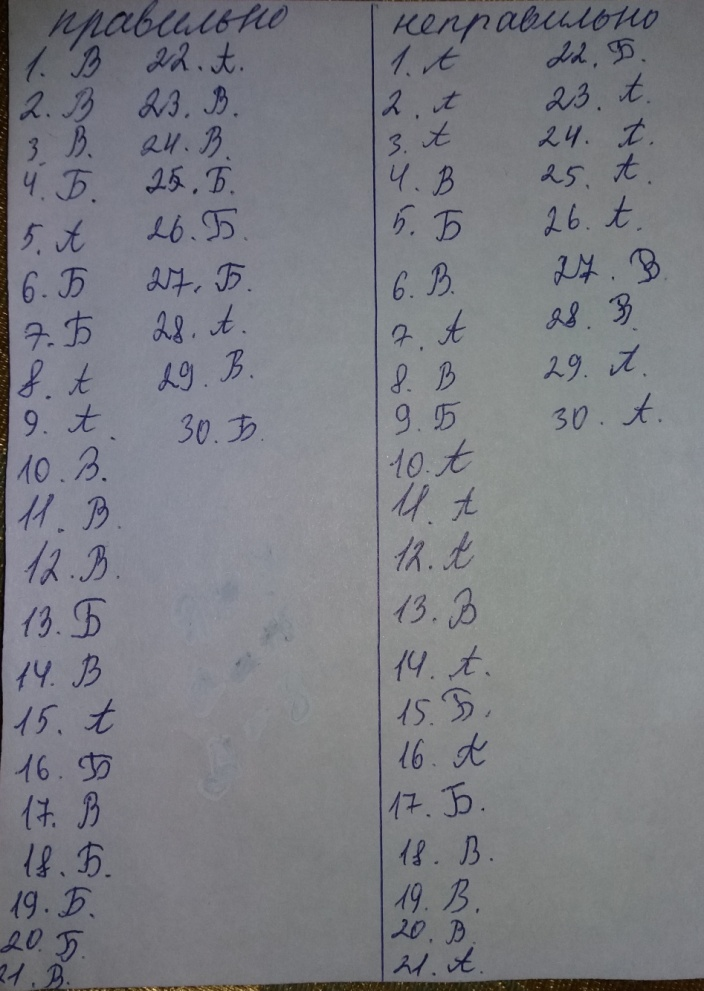 правильно
1. В
2. В
3. В.
4. Б.
5. А
6. Б
7. Б
8. А
9. А.
10. В.
11. В.
12. В.
13. Б
14. В
15. А
16. Б
17. В
18. Б.
19. Б.
20. Б.
21. В.
22. А.
23. В.
24. В.
25. Б.
26. Б.
27. Б.
28. А.
29. В.
30. Б.
неправильно
1. А
2. А
3. А
4. В
5. Б
6. В.
7. А
8. В
9. Б
10. А
11. А
12. А
13. В
14. А.
15. Б.
16. А
17. Б.
18. В.
19. В.
20. В
21. А.
22. Б.
23. А.
24. А.
25. А.
26. А.
27. В
28. В
29. А.
30. А.